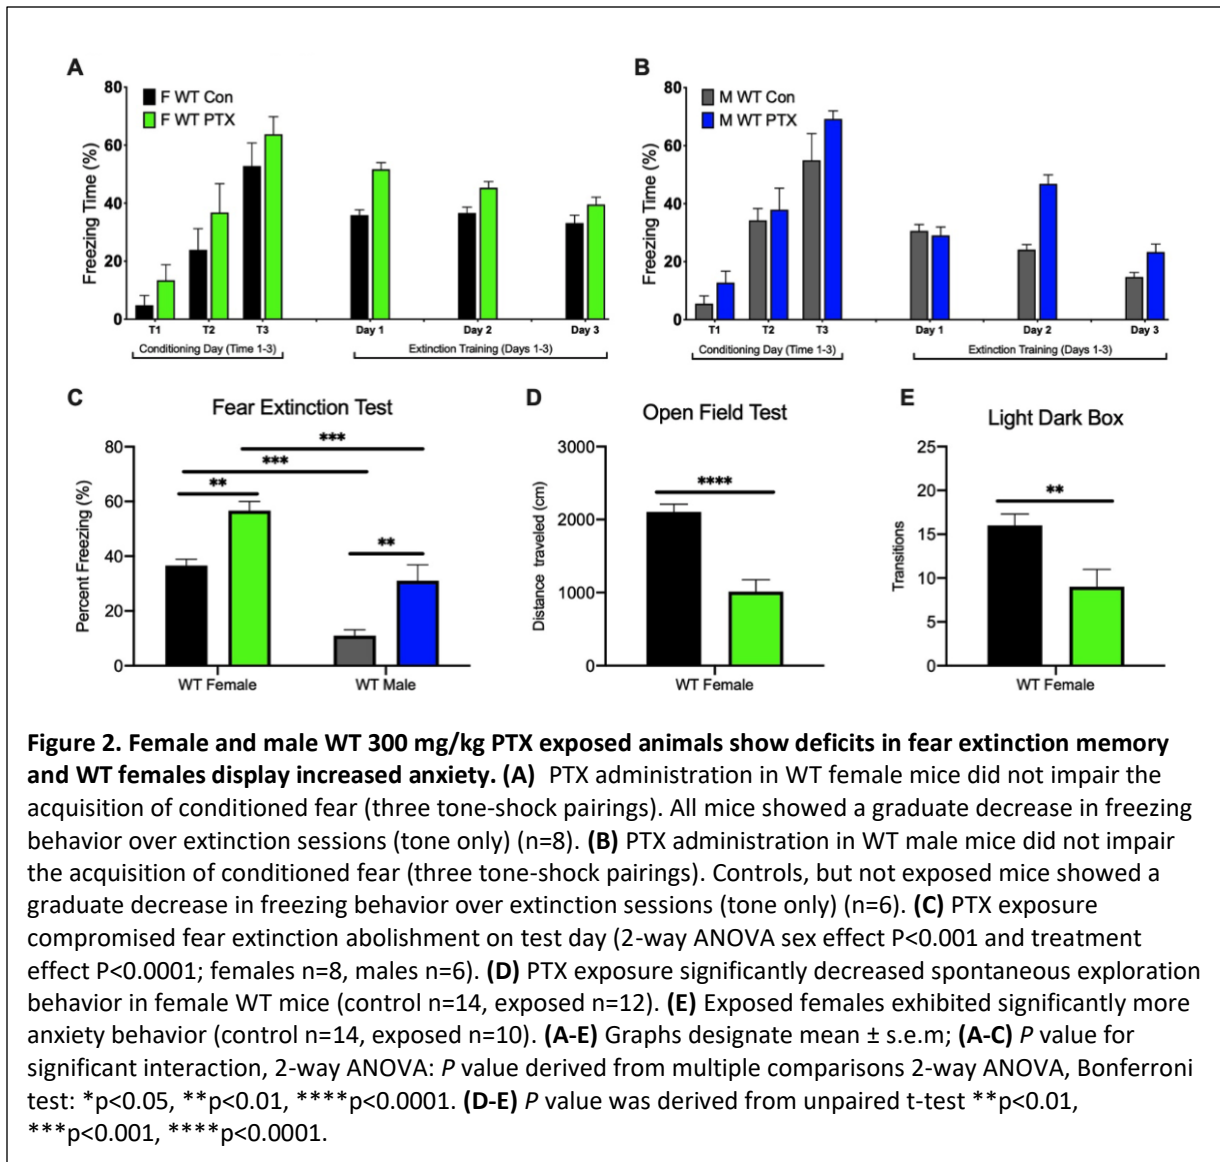 A
80
60
40
20
0
Freezing Time (%)
F WT Con
F WT PTX
T1 T2 T3 Day 1 Day 2 Day 3
Conditioning Day (Time 1-3) Extinction Training (Days 1-3)
B
80
60
40
20
0
Freezing Time (%)
M WT Con
M WT PTX
T1 T2 T3 Day 1 Day 2 Day 3
Conditioning Day (Time 1-3) Extinction Training (Days 1-3)
C
Fear Extinction Test
80
60
40
20
0
Percent Freezing (%)
***
***
**
**
WT Female WT Male
D
Open Field Test
3000
2000
1000
0
Distance traveled (cm)
****
WT Female
E
Light Dark Box
25
20
15
10
5
0
Transitions
**
WT Female
Figure 2. Female and male WT 300 mg/kg PTX exposed animals show deficits in fear extinction memory
and WT females display increased anxiety. (A) PTX administration in WT female mice did not impair the
acquisition of conditioned fear (three tone-shock pairings). All mice showed a graduate decrease in freezing
behavior over extinction sessions (tone only) (n=8). (B) PTX administration in WT male mice did not impair
the acquisition of conditioned fear (three tone-shock pairings). Controls, but not exposed mice showed a
graduate decrease in freezing behavior over extinction sessions (tone only) (n=6). (C) PTX exposure
compromised fear extinction abolishment on test day (2-way ANOVA sex effect P<0.001 and treatment
effect P<0.0001; females n=8, males n=6). (D) PTX exposure significantly decreased spontaneous exploration
behavior in female WT mice (control n=14, exposed n=12). (E) Exposed females exhibited significantly more
anxiety behavior (control n=14, exposed n=10). (A-E) Graphs designate mean ± s.e.m; (A-C) P value for
significant interaction, 2-way ANOVA: P value derived from multiple comparisons 2-way ANOVA, Bonferroni
test: *p<0.05, **p<0.01, ****p<0.0001. (D-E) P value was derived from unpaired t-test **p<0.01,
***p<0.001, ****p<0.0001.